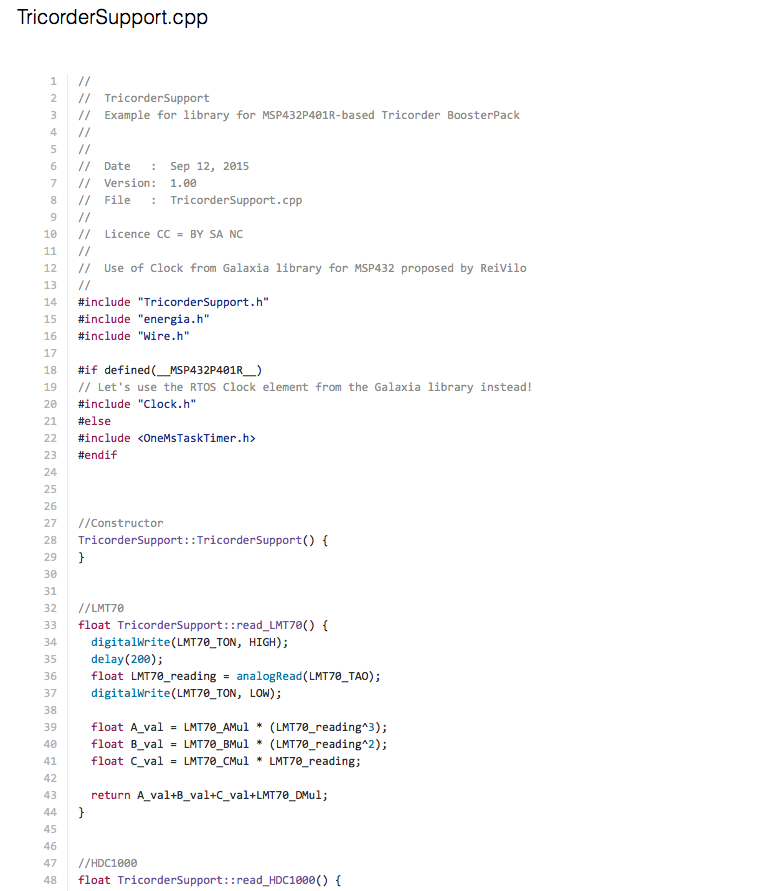 TricorderSupport.cpp
1 //
2 // TricorderSupport
3 // Example for library for MSP432P401R-based Tricorder BoosterPack
4 //
5 //
6 // Date   :  Sep 12, 2015
7 // Version:  1.00
8 // File   :  TricorderSupport.cpp
9 //
10 // Licence CC = BY SA NC
11 //
12 // Use of Clock from Galaxia library for MSP432 proposed by ReiVilo
13 //
14 #include "TricorderSupport.h"
15 #include "energia.h"
16 #include "Wire.h"
17
18 #if defined(__MSP432P401R__)
19 // Let's use the RTOS Clock element from the Galaxia library instead!
20 #include "Clock.h"
21 #else
22 #include <OneMsTaskTimer.h>
23 #endif
24
25
26
27 //Constructor
28 TricorderSupport::TricorderSupport() {
29 }
30
31
32 //LMT70
33 float TricorderSupport::read_LMT70() {
34   digitalWrite(LMT70_TON, HIGH);
35   delay(200);
36   float LMT70_reading = analogRead(LMT70_TAO);
37   digitalWrite(LMT70_TON, LOW);
38
39   float A_val = LMT70_AMul * (LMT70_reading^3);
40   float B_val = LMT70_BMul * (LMT70_reading^2);
41   float C_val = LMT70_CMul * LMT70_reading;
42
43   return A_val+B_val+C_val+LMT70_DMul;
44 }
45
46
47 //HDC1000
48 float TricorderSupport::read_HDC1000() {